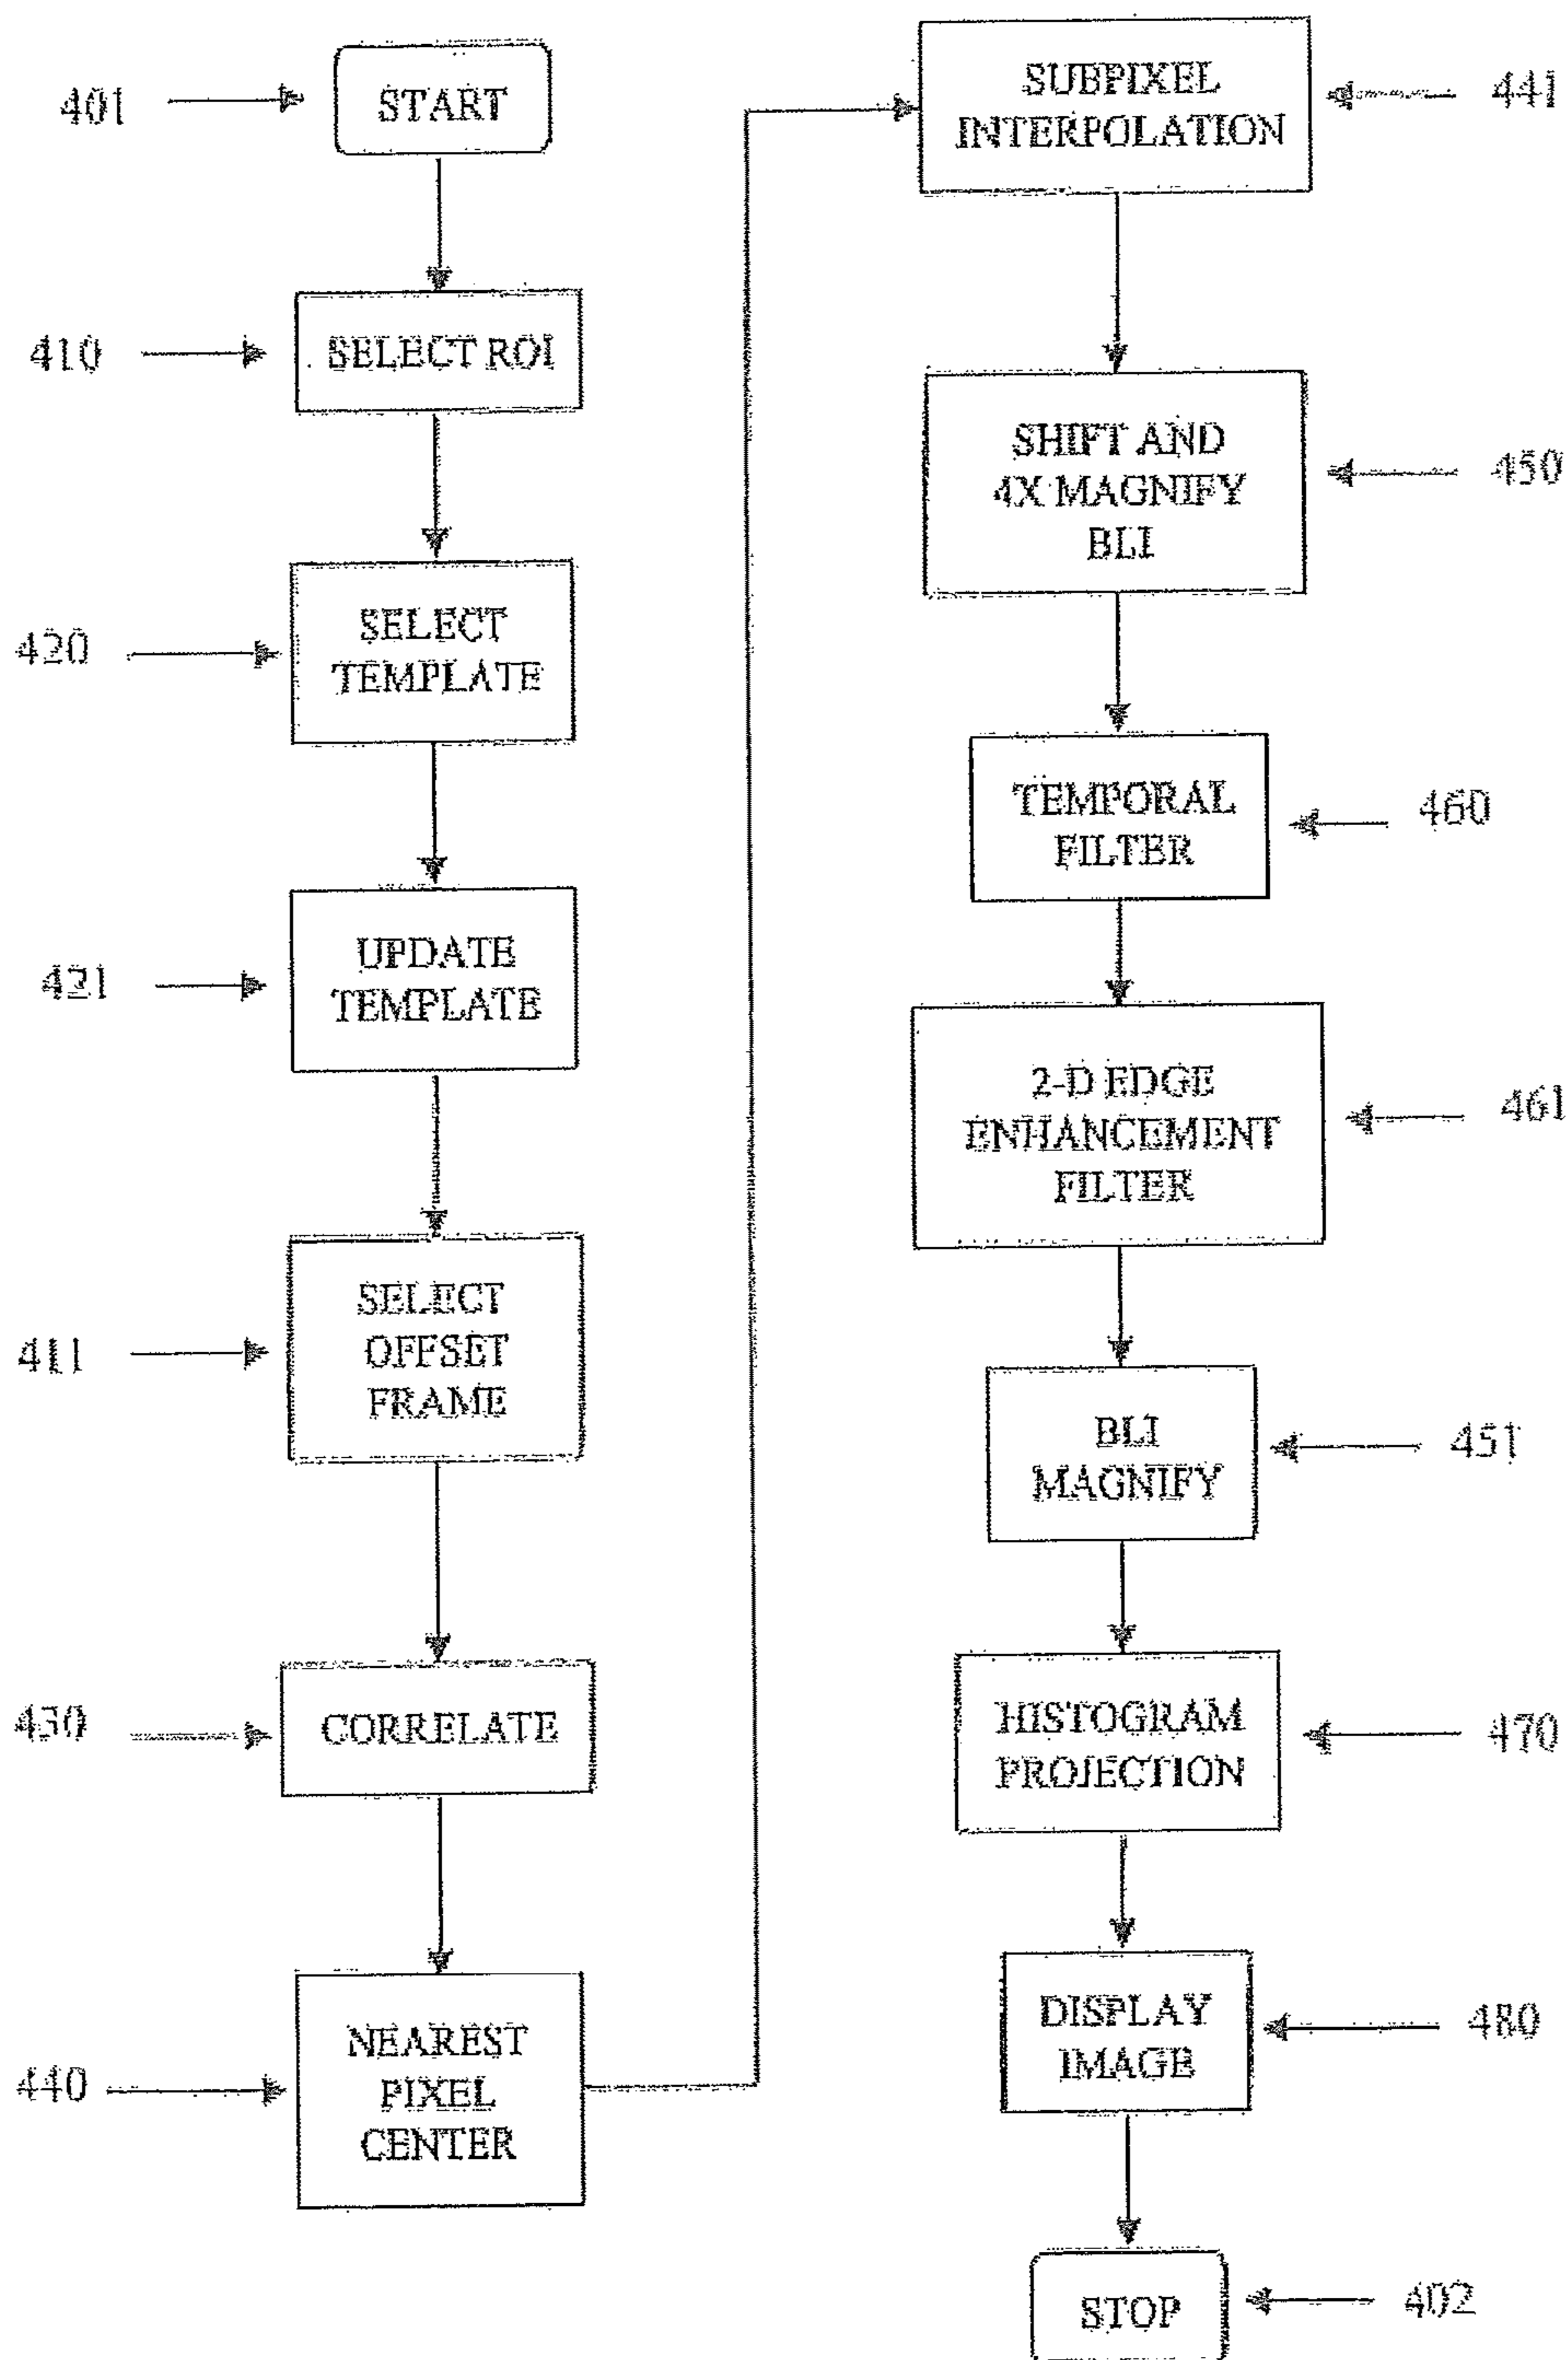 401
START
410
SELECT ROI
420
SELECT
TEMPLATE
421
UPDATE
TEMPLATE
411
SELECT
OFFSET
FRAME
430
CORRELATE
440
NEAREST
PIXEL
CENTER
SUBPIXEL
INTERPOLATION
441
SHIFT AND
4X MAGNIFY
BLI
450
TEMPORAL
FILTER
460
2-D EDGE
ENHANCEMENT
FILTER
461
BLI
MAGNIFY
451
HISTOGRAM
PROJECTION
470
DISPLAY
IMAGE
480
STOP
402